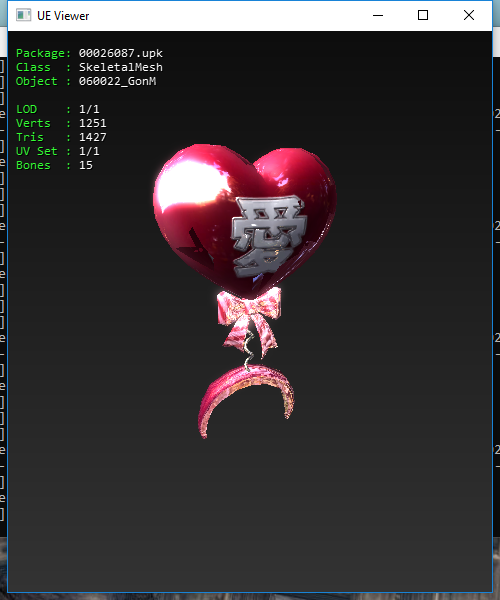 UE Viewer
Package: 00026087.upk
Class : SkeletalMesh
Object : 060022_GonM
LOD : 1/1
Verts : 1251
Tris : 1427
UV Set : 1/1
Bones : 15
愛